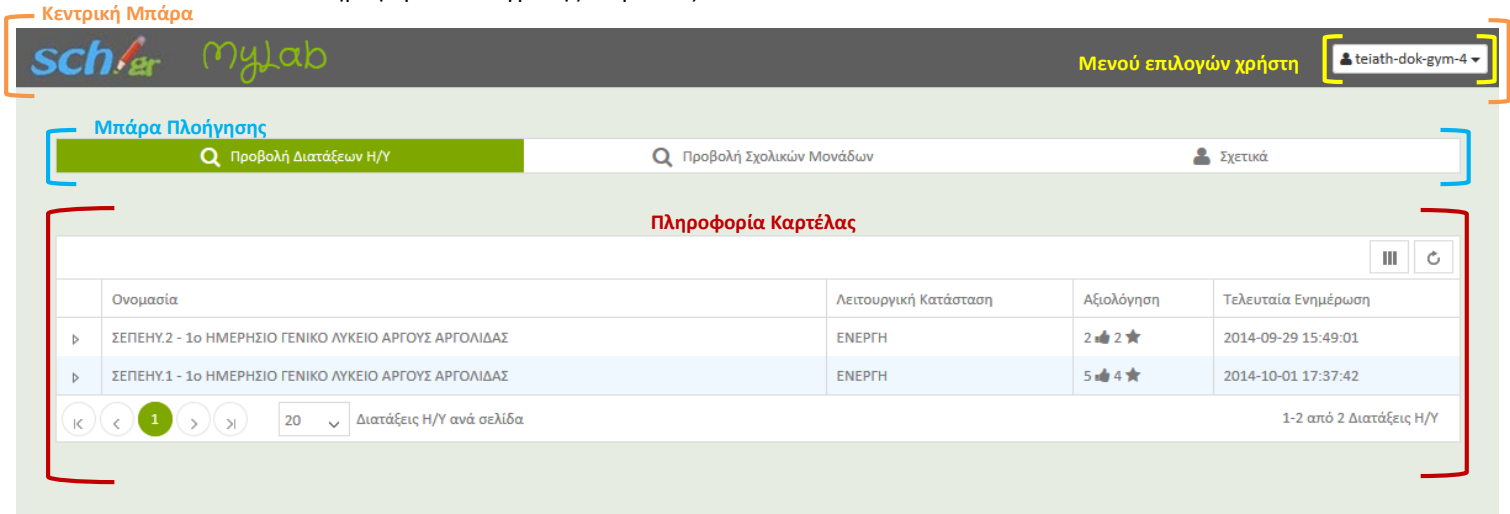 Κεντρική Μπάρα
sch.gr MyLab
Μενού επιλογών χρήστη
teiath-dok-gym-4
Μπάρα Πλοήγησης
Προβολή Διατάξεων Η/Υ Προβολή Σχολικών Μονάδων Σχετικά
Πληροφορία Καρτέλας
Ονομασία Λειτουργική Κατάσταση Αξιολόγηση Τελευταία Ενημέρωση
ΣΕΠΕΗΥ.2 - 1ο ΗΜΕΡΗΣΙΟ ΓΕΝΙΚΟ ΛΥΚΕΙΟ ΑΡΓΟΥΣ ΑΡΓΟΛΙΔΑΣ ΕΝΕΡΓΗ 2 2 2014-09-29 15:49:01
ΣΕΠΕΗΥ.1 - 1ο ΗΜΕΡΗΣΙΟ ΓΕΝΙΚΟ ΛΥΚΕΙΟ ΑΡΓΟΥΣ ΑΡΓΟΛΙΔΑΣ ΕΝΕΡΓΗ 5 4 2014-10-01 17:37:42
1 20 Διατάξεις Η/Υ ανά σελίδα 1-2 από 2 Διατάξεις Η/Υ